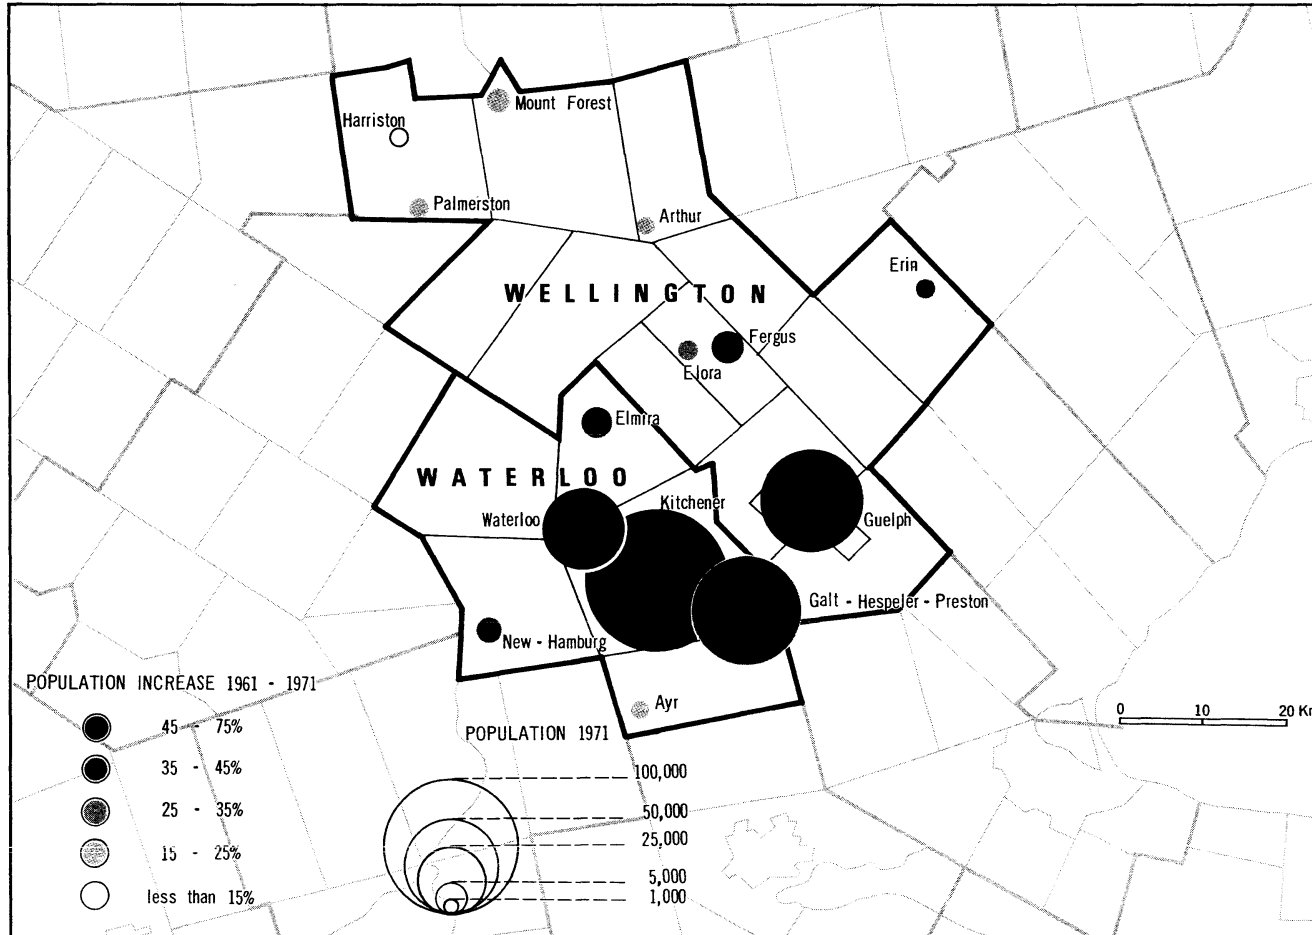 Mount Forest
Harriston
Palmerston
Arthur
Erin
WELLINGTON
Fergus
Elora
Elmira
WATERLOO
Kitchener
Waterloo
Guelph
Galt - Hespeler - Preston
New - Hamburg
Ayr
POPULATION INCREASE 1961 - 1971
45 - 75%
35 - 45%
25 - 35%
15 - 25%
less than 15%
POPULATION 1971
100,000
50,000
25,000
5,000
1,000
0 10 20 Km